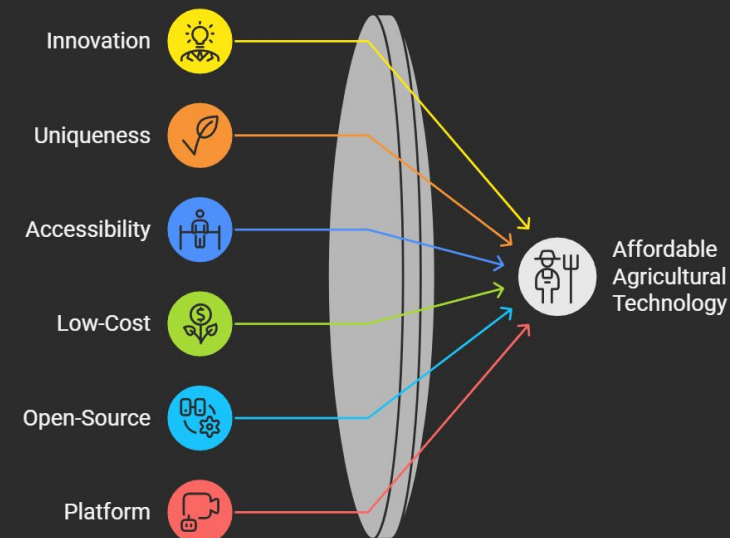 Innovation
Uniqueness
Accessibility
Low-Cost
Open-Source
Platform
Affordable
Agricultural
Technology